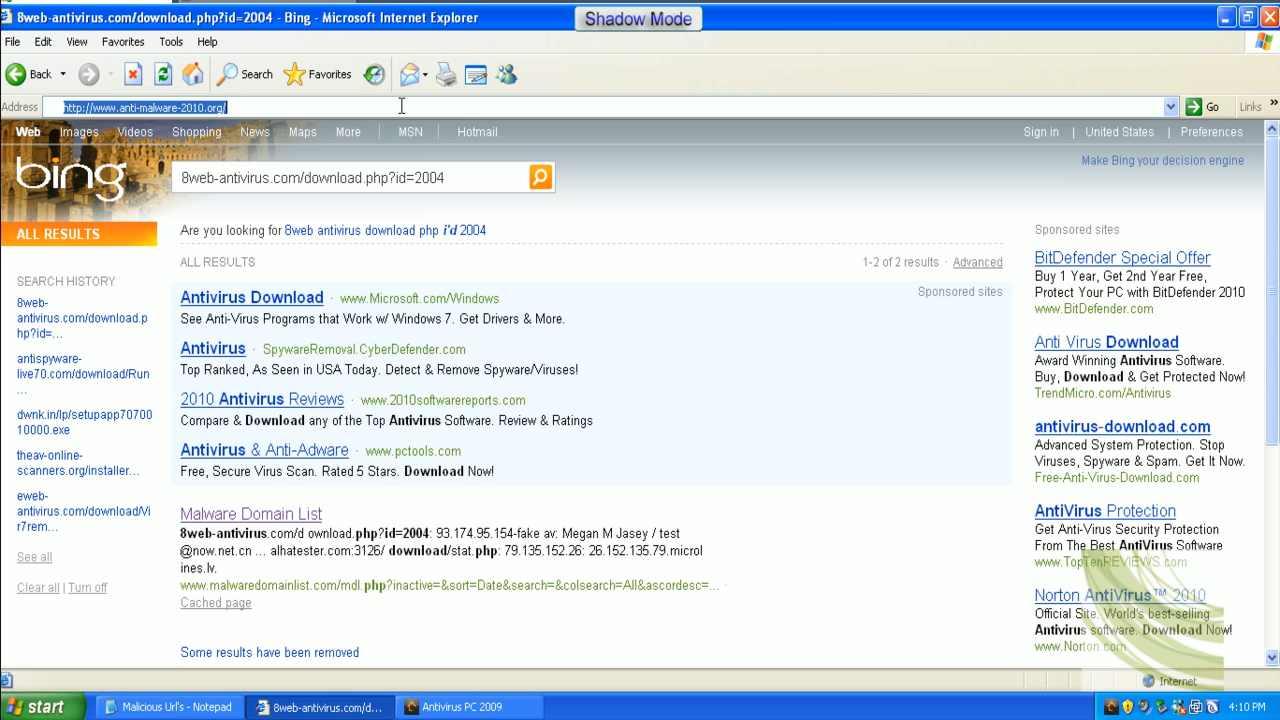 8web-antivirus.com/download.php?id=2004 - Bing - Microsoft Internet Explorer
Shadow Mode
File Edit View Favorites Tools Help
Back Search Favorites
Address http://www.anti-malware-2010.org/ Go Links »
Web Images Videos Shopping News Maps More | MSN | Hotmail Sign in | United States | Preferences
bing
8web-antivirus.com/download.php?id=2004
Make Bing your decision engine
ALL RESULTS
Are you looking for 8web antivirus download php i'd 2004
ALL RESULTS 1-2 of 2 results · Advanced
SEARCH HISTORY
8web-
antivirus.com/download.p
hp?id=...
antispyware-
live70.com/download/Run
...
dwnk.in/lp/setupapp70700
10000.exe
theav-online-
scanners.org/installer...
eweb-
antivirus.com/download/Vi
r7rem...
See all
Clear all | Turn off
Sponsored sites
Antivirus Download · www.Microsoft.com/Windows
See Anti-Virus Programs that Work w/ Windows 7. Get Drivers & More.
Antivirus · SpywareRemoval.CyberDefender.com
Top Ranked, As Seen in USA Today. Detect & Remove Spyware/Viruses!
2010 Antivirus Reviews · www.2010softwarereports.com
Compare & Download any of the Top Antivirus Software. Review & Ratings
Antivirus & Anti-Adware · www.pctools.com
Free, Secure Virus Scan. Rated 5 Stars. Download Now!
Malware Domain List
8web-antivirus.com/d ownload.php?id=2004: 93.174.95.154-fake av: Megan M Jasey / test
@now.net.cn ... alhatester.com:3126/ download/stat.php: 79.135.152.26: 26.152.135.79.microl
ines.lv.
www.malwaredomainlist.com/mdl.php?inactive=&sort=Date&search=&colsearch=All&ascordesc=... ·
Cached page
Some results have been removed
Sponsored sites
BitDefender Special Offer
Buy 1 Year, Get 2nd Year Free,
Protect Your PC with BitDefender 2010
www.BitDefender.com
Anti Virus Download
Award Winning Antivirus Software.
Buy, Download & Get Protected Now!
TrendMicro.com/Antivirus
antivirus-download.com
Advanced System Protection. Stop
Viruses, Spyware & Spam. Get It Now.
Free-Anti-Virus-Download.com
AntiVirus Protection
Get Anti-Virus Security Protection
From The Best AntiVirus Software
www.TopTenREVIEWS.com
Norton AntiVirus™ 2010
Official Site. World's best-selling
Antivirus software. Download Now!
www.Norton.com
Internet
start Malicious Url's - Notepad 8web-antivirus.com/d... Antivirus PC 2009 4:10 PM